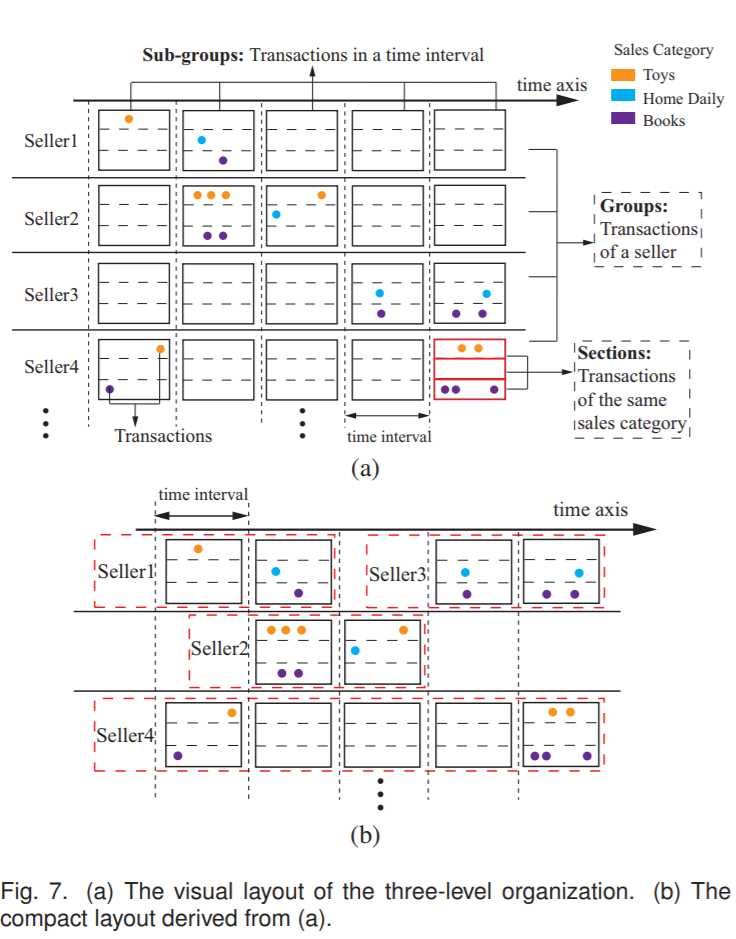 Sub-groups: Transactions in a time interval
Sales Category
Toys
Home Daily
Books
time axis
Seller1
Seller2
Groups:
Transactions
of a seller
Seller3
Seller4
Sections:
Transactions
of the same
sales category
Transactions
time interval
(a)
time interval
time axis
Seller1
Seller3
Seller2
Seller4
(b)
Fig. 7. (a) The visual layout of the three-level organization. (b) The
compact layout derived from (a).